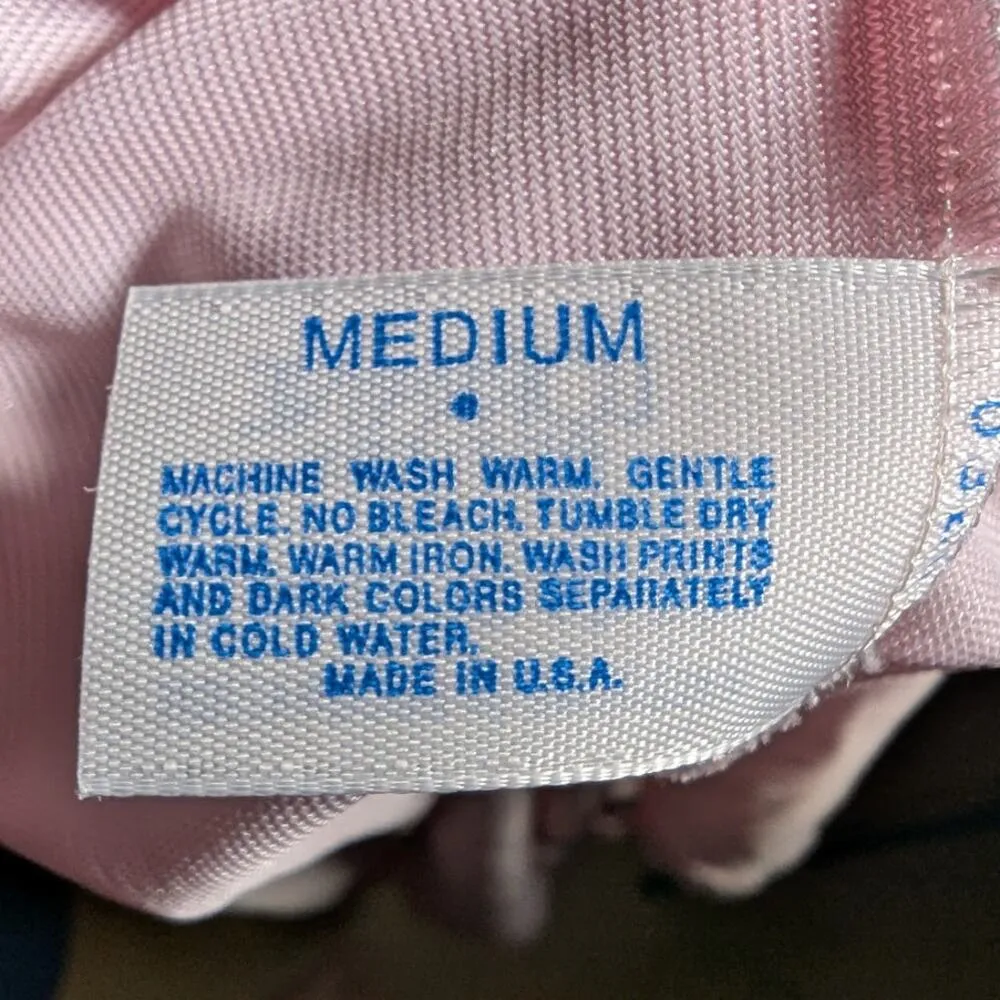 MEDIUM
MACHINE WASH WARM, GENTLE
CYCLE. NO BLEACH. TUMBLE DRY
WARM. WARM IRON. WASH PRINTS
AND DARK COLORS SEPARATELY
IN COLD WATER.
MADE IN U.S.A.